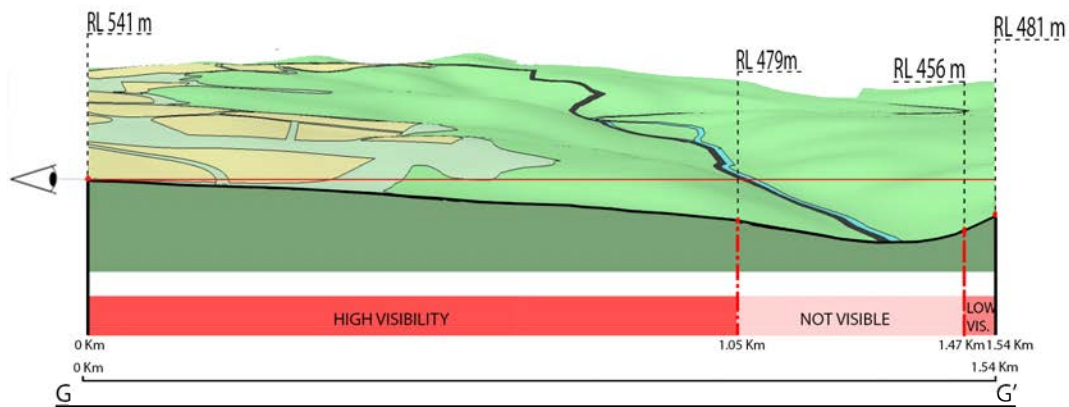 RL 541 m
RL 481 m
RL 479m
RL 456 m
HIGH VISIBILITY
NOT VISIBLE
LOW
VIS.
0 Km
1.05 Km
1.47 Km
1.54 Km
0 Km
1.54 Km
G
G'